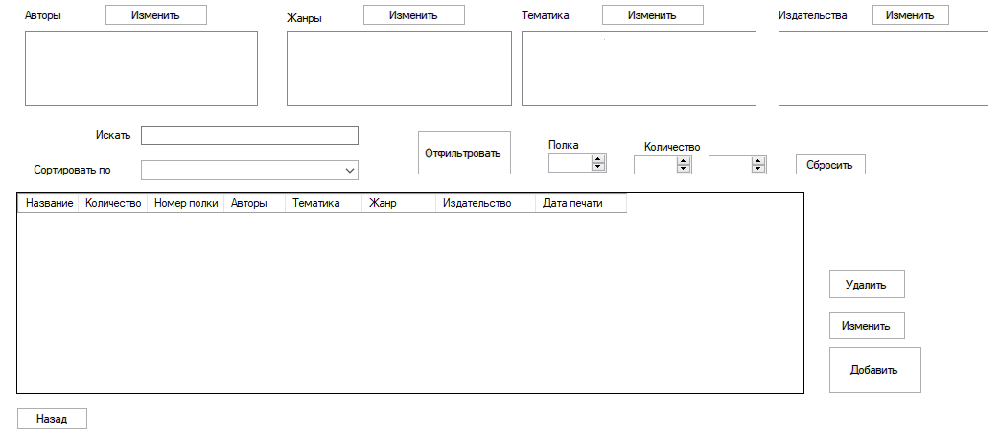 Авторы Изменить Жанры Изменить Тематика Изменить Издательства Изменить
Искать
Отфильтровать
Полка Количество
Сбросить
Сортировать по
Название Количество Номер полки Авторы Тематика Жанр Издательство Дата печати
Удалить
Изменить
Добавить
Назад